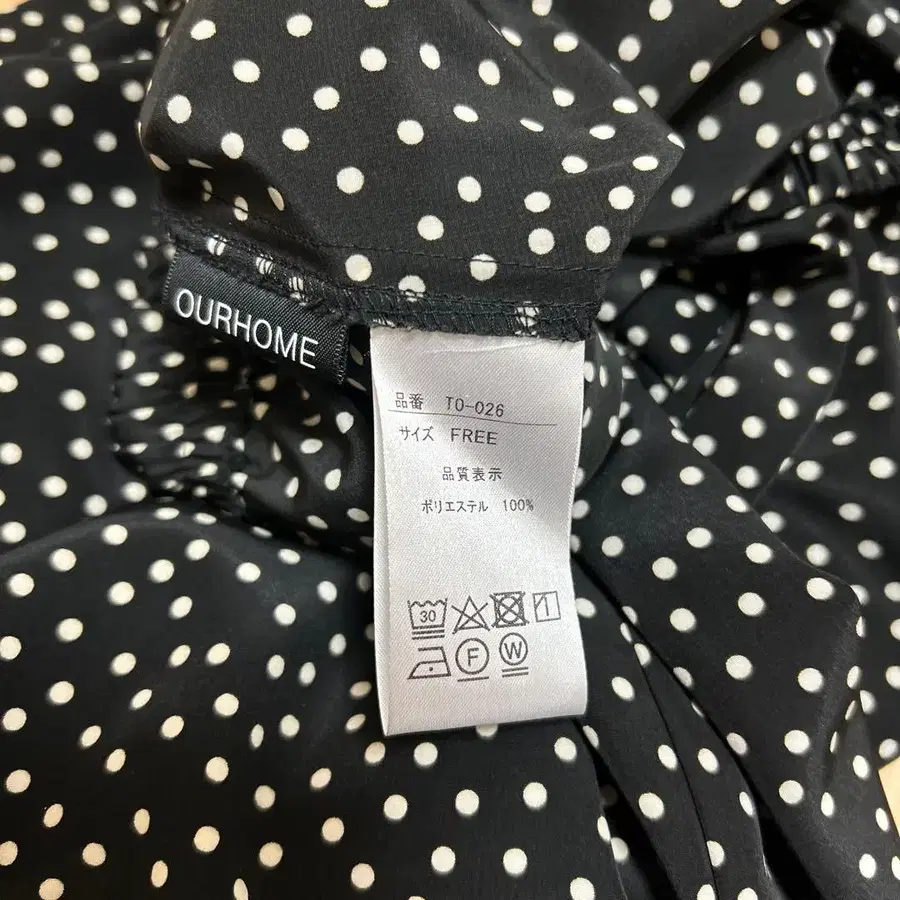 OURHOME
品番 TO-026
サイズ FREE
品質表示
ポリエステル 100%
30
F W